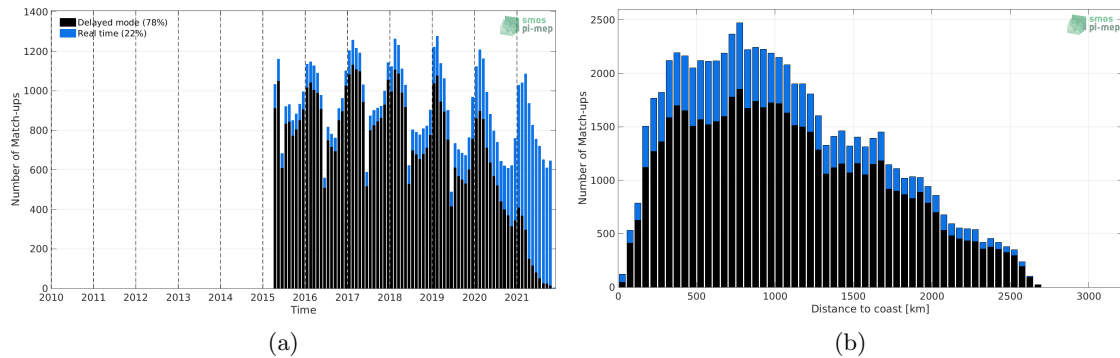 Delayed mode (78%)
Real time (22%)
smos
pi-mep
1400
1200
1000
800
600
400
200
0
Number of Match-ups
2010 2011 2012 2013 2014 2015 2016 2017 2018 2019 2020 2021
Time
(a)
smos
pi-mep
2500
2000
1500
1000
500
0
Number of Match-ups
0 500 1000 1500 2000 2500 3000
Distance to coast [km]
(b)